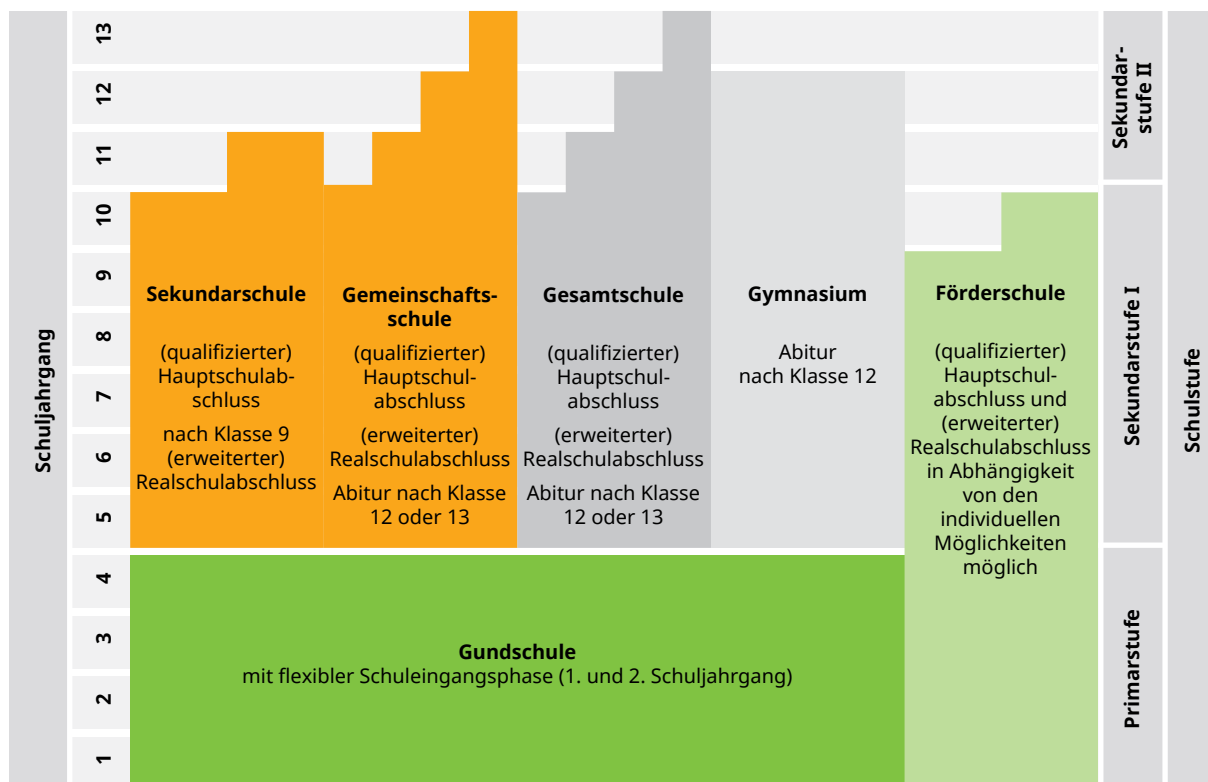 Schuljahrgang
13
12
11
10
9
8
7
6
5
4
3
2
1
Sekundarschule
(qualifizierter)
Hauptschulab-
schluss
nach Klasse 9
(erweiterter)
Realschulabschluss
Gemeinschafts-
schule
(qualifizierter)
Hauptschul-
abschluss
(erweiterter)
Realschulabschluss
Abitur nach Klasse
12 oder 13
Gesamtschule
(qualifizierter)
Hauptschul-
abschluss
(erweiterter)
Realschulabschluss
Abitur nach Klasse
12 oder 13
Gymnasium
Abitur
nach Klasse 12
Förderschule
(qualifizierter)
Hauptschul-
abschluss und
(erweiterter)
Realschulabschluss
in Abhängigkeit
von den
individuellen
Möglichkeiten
möglich
Gundschule
mit flexibler Schuleingangsphase (1. und 2. Schuljahrgang)
Sekundar-
stufe II
Sekundarstufe I
Primarstufe
Schulstufe